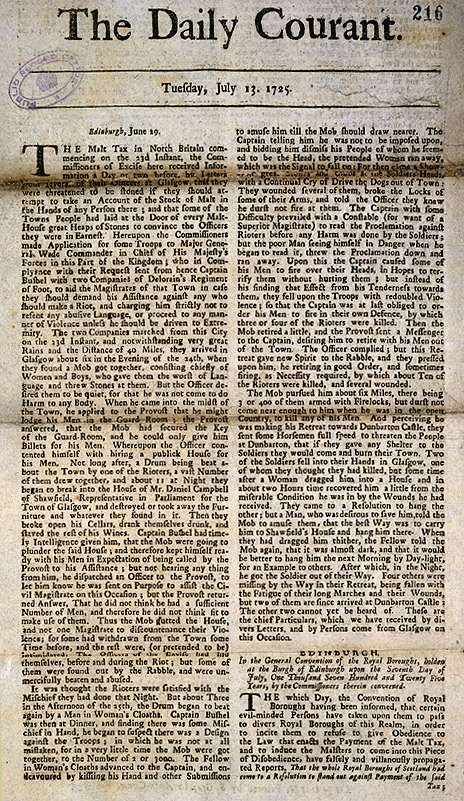 216
The Daily Courant.
Tuesday, July 13. 1725.
Edinburgh, June 29.
THE Malt Tax in North Britain com-
mencing on the 23d Instant, the Com-
missioners of Excise here received Infor-
mation a Day or two before, by Letters
from several of their Officers at Glasgow, that they
were threatened to be stoned if they should at-
tempt to take an Account of the Stock of Malt in
the Hands of any Person there; and that some of the
Towns People had laid at the Door of every Malt-
House great Heaps of Stones to convince the Officers
they were in Earnest. Hereupon the Commissioners
made Application for some Troops to Major Gene-
ral Wade Commander in Chief of His Majesty's
Forces in this Part of the Kingdom; who in Com-
pliance with their Request sent from hence Captain
Bushel with two Companies of Delorain's Regiment
of Foot, to aid the Magistrates of that Town in case
they should demand his Assistance against any who
should make a Riot, and charging him strictly not to
resent any abusive Language, or proceed to any man-
ner of Violence unless he should be driven to Extre-
mity. The two Companies marched from this City
on the 23d Instant, and notwithstanding very great
Rains and the Distance of 40 Miles, they arrived in
Glasgow about six in the Evening of the 24th, when
they found a Mob got together, consisting chiefly of
Women and Boys, who gave them the worst of Lan-
guage and threw Stones at them. But the Officer de-
sired them to be quiet, for that he was not come to do
Harm to any Body. When he came into the midst of
the Town, he applied to the Provost that he might
lodge his Men in the Guard-Room; the Provost
answered, that the Mob had secured the Key
of the Guard-Room, and he could only give him
Billets for his Men. Whereupon the Officer con-
tented himself with hiring a publick House for
his Men. Not long after, a Drum being beat a-
bout the Town by one of the Rioters, a vast Number
of them drew together, and about 11 at Night they
began to break into the House of Mr. Daniel Campbell
of Shawfield, Representative in Parliament for the
Town of Glasgow, and destroyed or took away the Fur-
niture and whatever they found in it. Then they
broke open his Cellars, drank themselves drunk, and
staved the rest of his Wines. Captain Bushel had time-
ly Intelligence given him, that the Mob were going to
plunder the said House; and therefore kept himself rea-
dy with his Men in Expectation of being called by the
Provost to his Assistance; but not hearing any thing
from him, he dispatched an Officer to the Provost, to
let him know he was sent on Purpose to assist the Ci-
vil Magistrate on this Occasion; but the Provost retur-
ned Answer, That he did not think he had a sufficient
Number of Men, and therefore he did not think fit to
make use of them. Thus the Mob gutted the House,
and not one Magistrate to discountenance their Vio-
lence; for some had withdrawn from the Town some
Time before, and the rest were, (or pretended to be)
themselves, before and during the Riot; but some of
them were found out by the Rabble, and were un-
mercifully beaten and abused.
It was thought the Rioters were satisfied with the
Mischief they had done that Night. But about Three
in the Afternoon of the 25th, the Drum began to beat
again by a Man in Woman's Cloaths. Captain Bushel
was then at Dinner, and finding there was some Mis-
chief in Hand, he began to suspect there was a Design
against the Troops; in which he was not at all
mistaken, for in a very little time the Mob were got
together, to the Number of 2 or 3000. The Fellow
in Woman's Cloaths advanced to the Captain, and en-
deavoured by kissing his Hand and other Submissions
to amuse him till the Mob should draw nearer. The
Captain telling him he was not to be imposed upon,
and bidding him dismiss his People of whom he seem-
ed to be the Head, the pretended Woman ran away,
which was the Signal to fall on; For then came a Show-
er of great Stones about the Soldiers Heads,
with a Continual Cry of Drive the Dogs out of Town:
They wounded several of them, broke the Locks of
some of their Arms, and told the Officer they knew
he durst not fire at them. The Captain with some
Difficulty prevailed with a Constable (for want of a
Superior Magistrate) to read the Proclamation against
Rioters before any Harm was done by the Soldiers;
but the poor Man seeing himself in Danger when he
began to read it, threw the Proclamation down and
ran away. Upon this the Captain caused some of
his Men to fire over their Heads, in Hopes to ter-
rify them without hurting them; but instead of
his finding that Effect from his Tenderness towards
them, they fell upon the Troops with redoubled Vio-
lence; so that the Captain was at last obliged to or-
der his Men to fire in their own Defence, by which
three or four of the Rioters were killed. Then the
Mob retired a little, and the Provost sent a Messenger
to the Captain, desiring him to retire with his Men out
of the Town. The Officer complied; but this Re-
treat gave new Spirit to the Rabble, and they pressed
upon him, he retiring in good Order, and sometimes
firing, as Necessity required, by which about Ten of
the Rioters were killed, and several wounded.
The Mob pursued him about six Miles, there being
3 or 400 of them armed with Firelocks, but durst not
come near enough to him when he was in the open
Country, to kill any of his Men. And perceiving he
was making his Retreat towards Dunbarton Castle, they
sent some Horsemen full speed to threaten the People
at Dunbarton, that if they gave any Shelter to the
Soldiers they would come and burn their Town. Two
of the Soldiers fell into their Hands in Glasgow, one
of whom they thought they had killed, but some time
after a Woman dragged him into a House and in
about two Hours time recovered him a little from the
miserable Condition he was in by the Wounds he had
received. They came to a Resolution to hang the
other; but a Man, who was desirous to save him, told the
Mob to amuse them, that the best Way was to carry
him to Shawfield's House and hang him there. When
they had dragged him thither, the Fellow told the
Mob again, that it was almost dark, and that it would
be better to hang him the next Morning by Day-light,
for an Example to others. After which, in the Night,
he got the Soldier out of their Way. Four others were
missing by the Way in their Retreat, being fallen with
the Fatigue of their long Marches and their Wounds,
but two of them are since arrived at Dunbarton Castle:
The other two cannot yet be heard of. These are
the chief Particulars, which we have received by di-
vers Letters, and by Persons come from Glasgow on
this Occasion.
EDINBURGH.
In the General Convention of the Royal Boroughs, holden
at the Burgh of Edinburgh upon the Seventh Day of
July, One Thousand Seven Hundred and Twenty Five
Years, by the Commissioners therein convened.
THE which Day, the Convention of Royal
Boroughs having been informed, that certain
evil-minded Persons have taken upon them to pass
to divers Royal Boroughs of this Realm, in order
to incite them to refuse to give Obedience to
the Law that enacts the Payment of the Malt Tax,
and to induce the Malsters to come into this Piece
of Disobedience, have falsely and villanously propaga-
ted Reports, That the whole Royal Boroughs of Scotland had
come to a Resolution to stand out against Payment of the said
Tax;